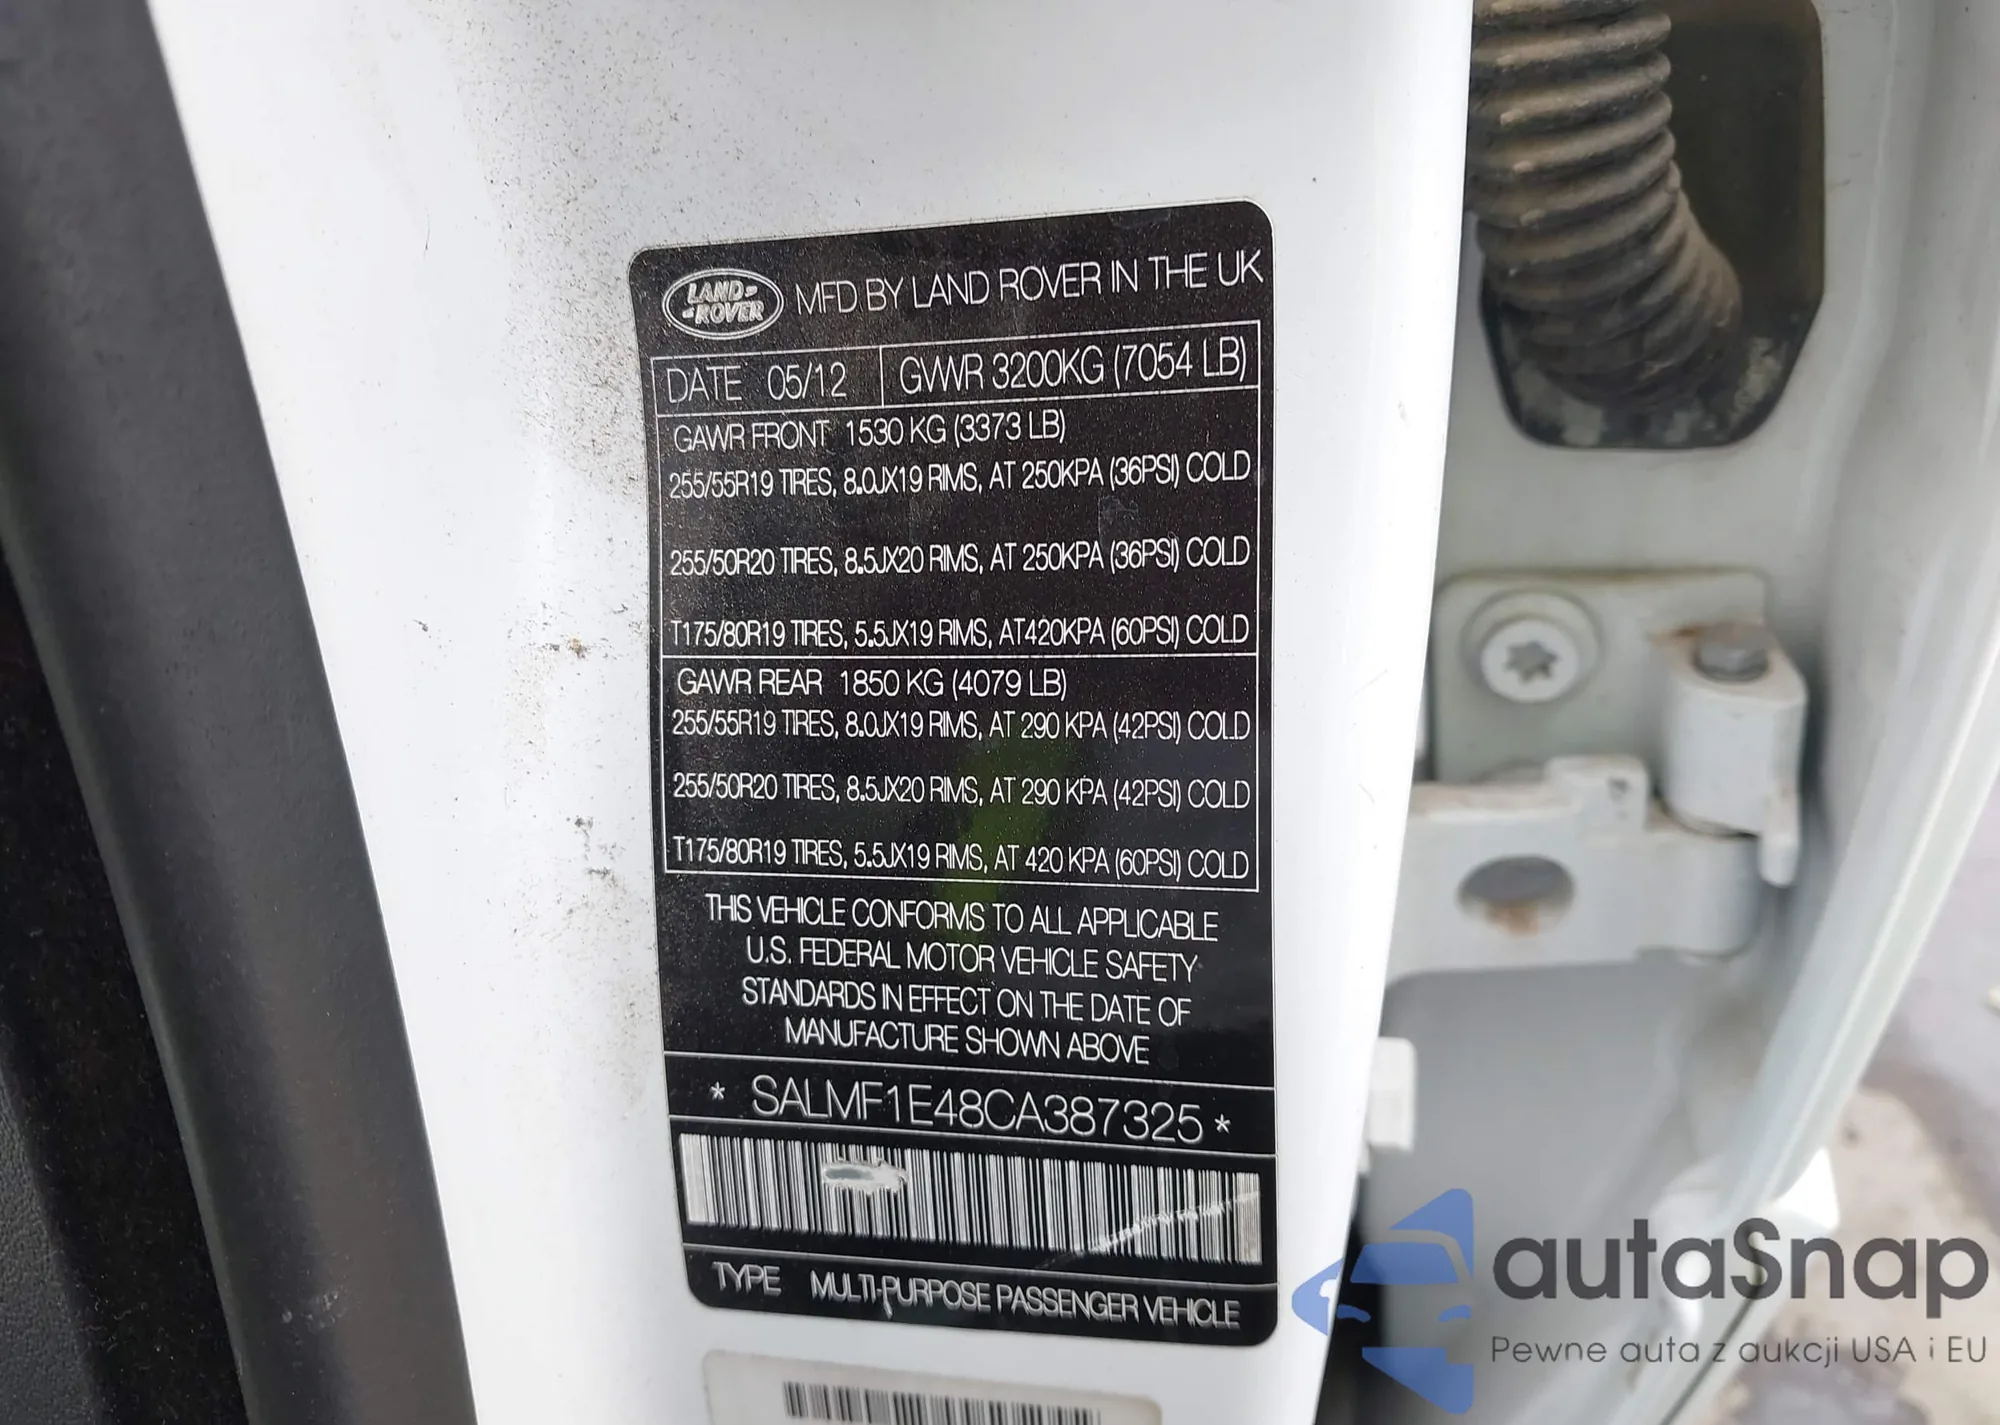 LAND-
-ROVER
MFD BY LAND ROVER IN THE UK
DATE 05/12 GVWR 3200KG (7054 LB)
GAWR FRONT 1530 KG (3373 LB)
255/55R19 TIRES, 8.0JX19 RIMS, AT 250KPA (36PSI) COLD
255/50R20 TIRES, 8.5JX20 RIMS, AT 250KPA (36PSI) COLD
T175/80R19 TIRES, 5.5JX19 RIMS, AT 420KPA (60PSI) COLD
GAWR REAR 1850 KG (4079 LB)
255/55R19 TIRES, 8.0JX19 RIMS, AT 290 KPA (42PSI) COLD
255/50R20 TIRES, 8.5JX20 RIMS, AT 290 KPA (42PSI) COLD
T175/80R19 TIRES, 5.5JX19 RIMS, AT 420 KPA (60PSI) COLD
THIS VEHICLE CONFORMS TO ALL APPLICABLE
U.S. FEDERAL MOTOR VEHICLE SAFETY
STANDARDS IN EFFECT ON THE DATE OF
MANUFACTURE SHOWN ABOVE
* SALMF1E48CA387325 *
TYPE MULTI-PURPOSE PASSENGER VEHICLE
autaSnap
Pewne auta z aukcji USA i EU